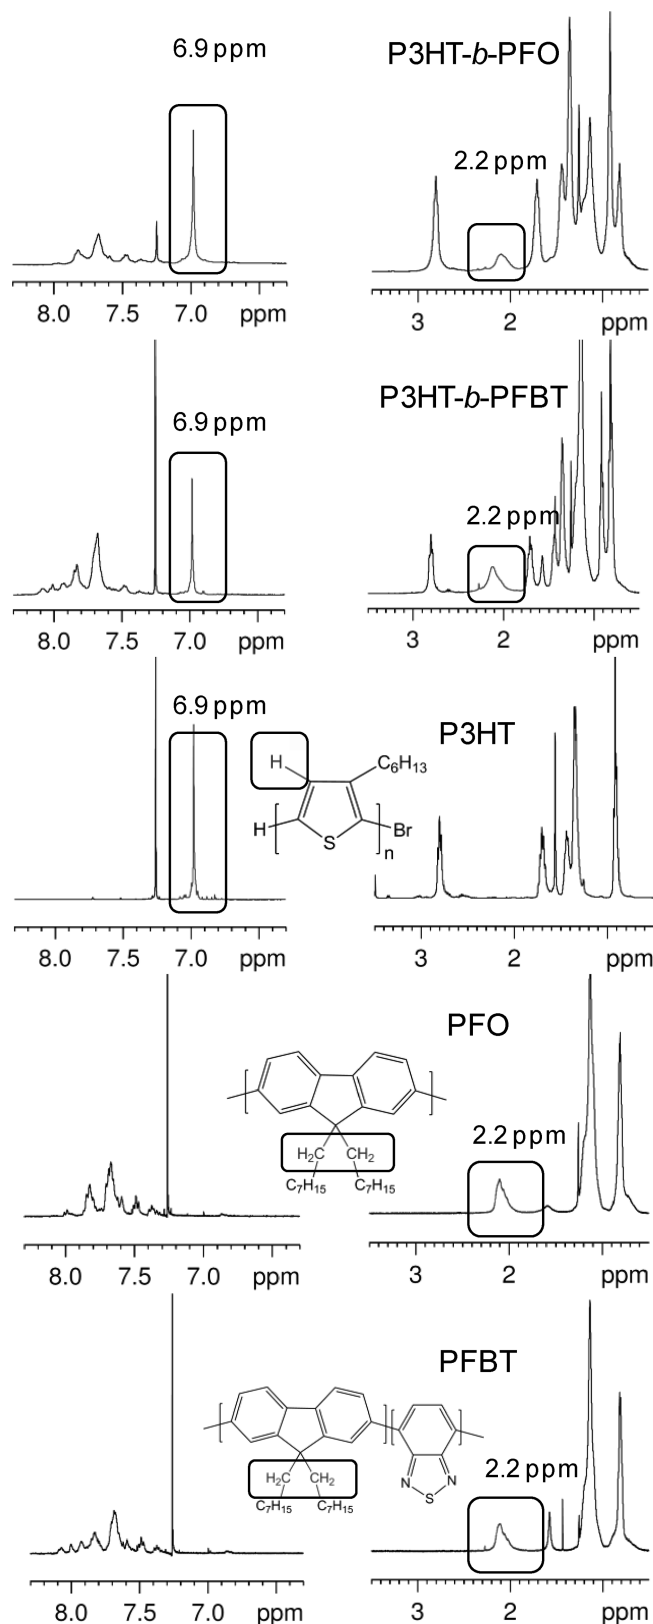 6.9 ppm
P3HT-b-PFO
2.2 ppm
8.0 7.5 7.0 ppm
3 2 ppm
P3HT-b-PFBT
6.9 ppm
2.2 ppm
8.0 7.5 7.0 ppm
3 2 ppm
6.9 ppm
P3HT
H
C6H13
H
S
Br
n
8.0 7.5 7.0 ppm
3 2 ppm
PFO
2.2 ppm
H2C CH2
C7H15 C7H15
8.0 7.5 7.0 ppm
3 2 ppm
PFBT
2.2 ppm
H2C CH2
C7H15 C7H15
N N
S
8.0 7.5 7.0 ppm
3 2 ppm